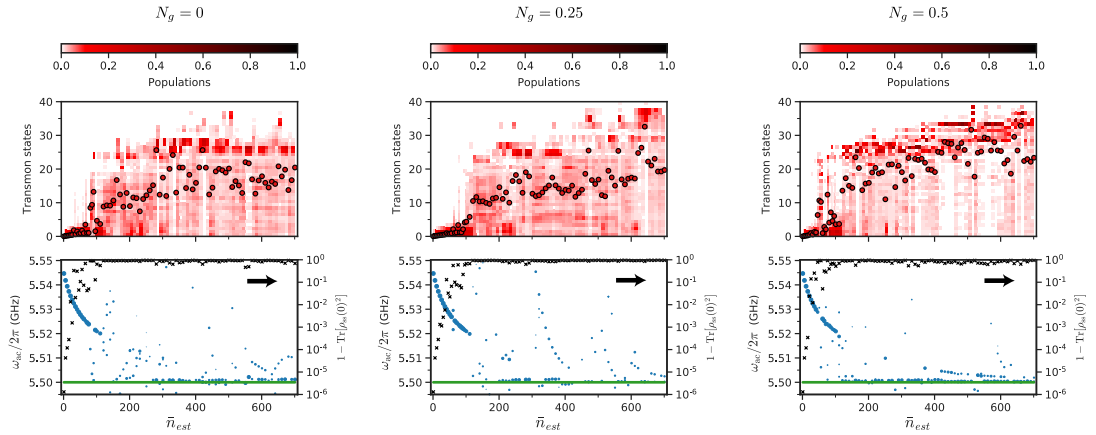 N_g = 0
N_g = 0.25
N_g = 0.5
0.0 0.2 0.4 0.6 0.8 1.0
Populations
0.0 0.2 0.4 0.6 0.8 1.0
Populations
0.0 0.2 0.4 0.6 0.8 1.0
Populations
Transmon states
40
30
20
10
0
Transmon states
40
30
20
10
0
Transmon states
40
30
20
10
0
ω_ac/2π (GHz)
5.55
5.54
5.53
5.52
5.51
5.50
10^0
10^-1
10^-2
10^-3
10^-4
10^-5
10^-6
1 − Tr[ρ_ss(0)^2]
0 200 400 600
n̄_est
ω_ac/2π (GHz)
5.55
5.54
5.53
5.52
5.51
5.50
10^0
10^-1
10^-2
10^-3
10^-4
10^-5
10^-6
1 − Tr[ρ_ss(0)^2]
0 200 400 600
n̄_est
ω_ac/2π (GHz)
5.55
5.54
5.53
5.52
5.51
5.50
10^0
10^-1
10^-2
10^-3
10^-4
10^-5
10^-6
1 − Tr[ρ_ss(0)^2]
0 200 400 600
n̄_est